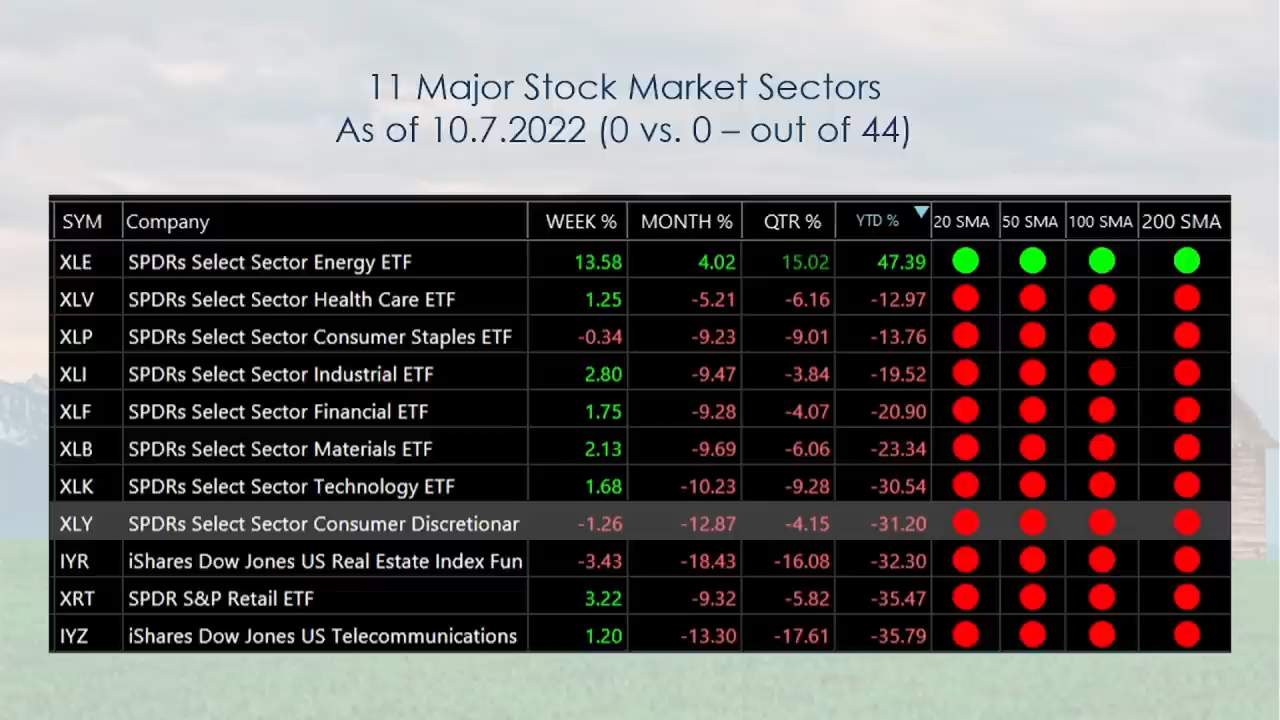 11 Major Stock Market Sectors
As of 10.7.2022 (0 vs. 0 – out of 44)
SYM Company WEEK % MONTH % QTR % YTD % 20 SMA 50 SMA 100 SMA 200 SMA
XLE SPDRs Select Sector Energy ETF 13.58 4.02 15.02 47.39
XLV SPDRs Select Sector Health Care ETF 1.25 -5.21 -6.16 -12.97
XLP SPDRs Select Sector Consumer Staples ETF -0.34 -9.23 -9.01 -13.76
XLI SPDRs Select Sector Industrial ETF 2.80 -9.47 -3.84 -19.52
XLF SPDRs Select Sector Financial ETF 1.75 -9.28 -4.07 -20.90
XLB SPDRs Select Sector Materials ETF 2.13 -9.69 -6.06 -23.34
XLK SPDRs Select Sector Technology ETF 1.68 -10.23 -9.28 -30.54
XLY SPDRs Select Sector Consumer Discretionar -1.26 -12.87 -4.15 -31.20
IYR iShares Dow Jones US Real Estate Index Fun -3.43 -18.43 -16.08 -32.30
XRT SPDR S&P Retail ETF 3.22 -9.32 -5.82 -35.47
IYZ iShares Dow Jones US Telecommunications 1.20 -13.30 -17.61 -35.79